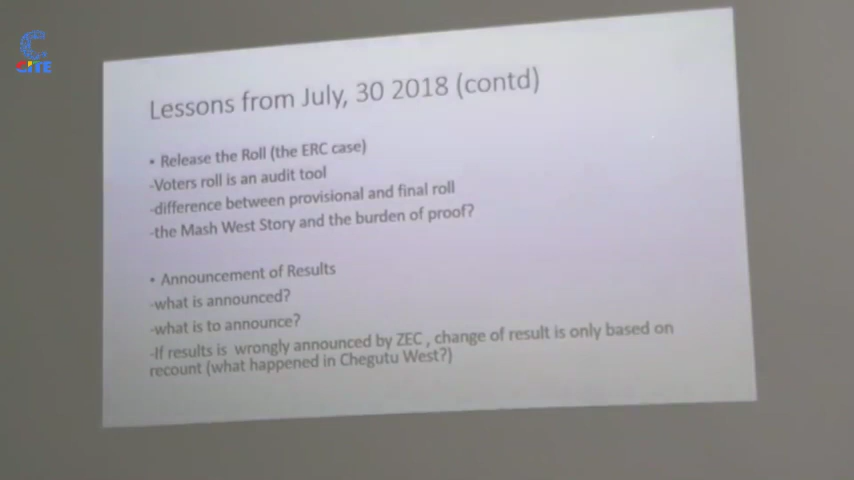 CITE
Lessons from July, 30 2018 (contd)
• Release the Roll (the ERC case)
-Voters roll is an audit tool
-difference between provisional and final roll
-the Mash West Story and the burden of proof?
• Announcement of Results
-what is announced?
-what is to announce?
-If results is wrongly announced by ZEC , change of result is only based on
recount (what happened in Chegutu West?)